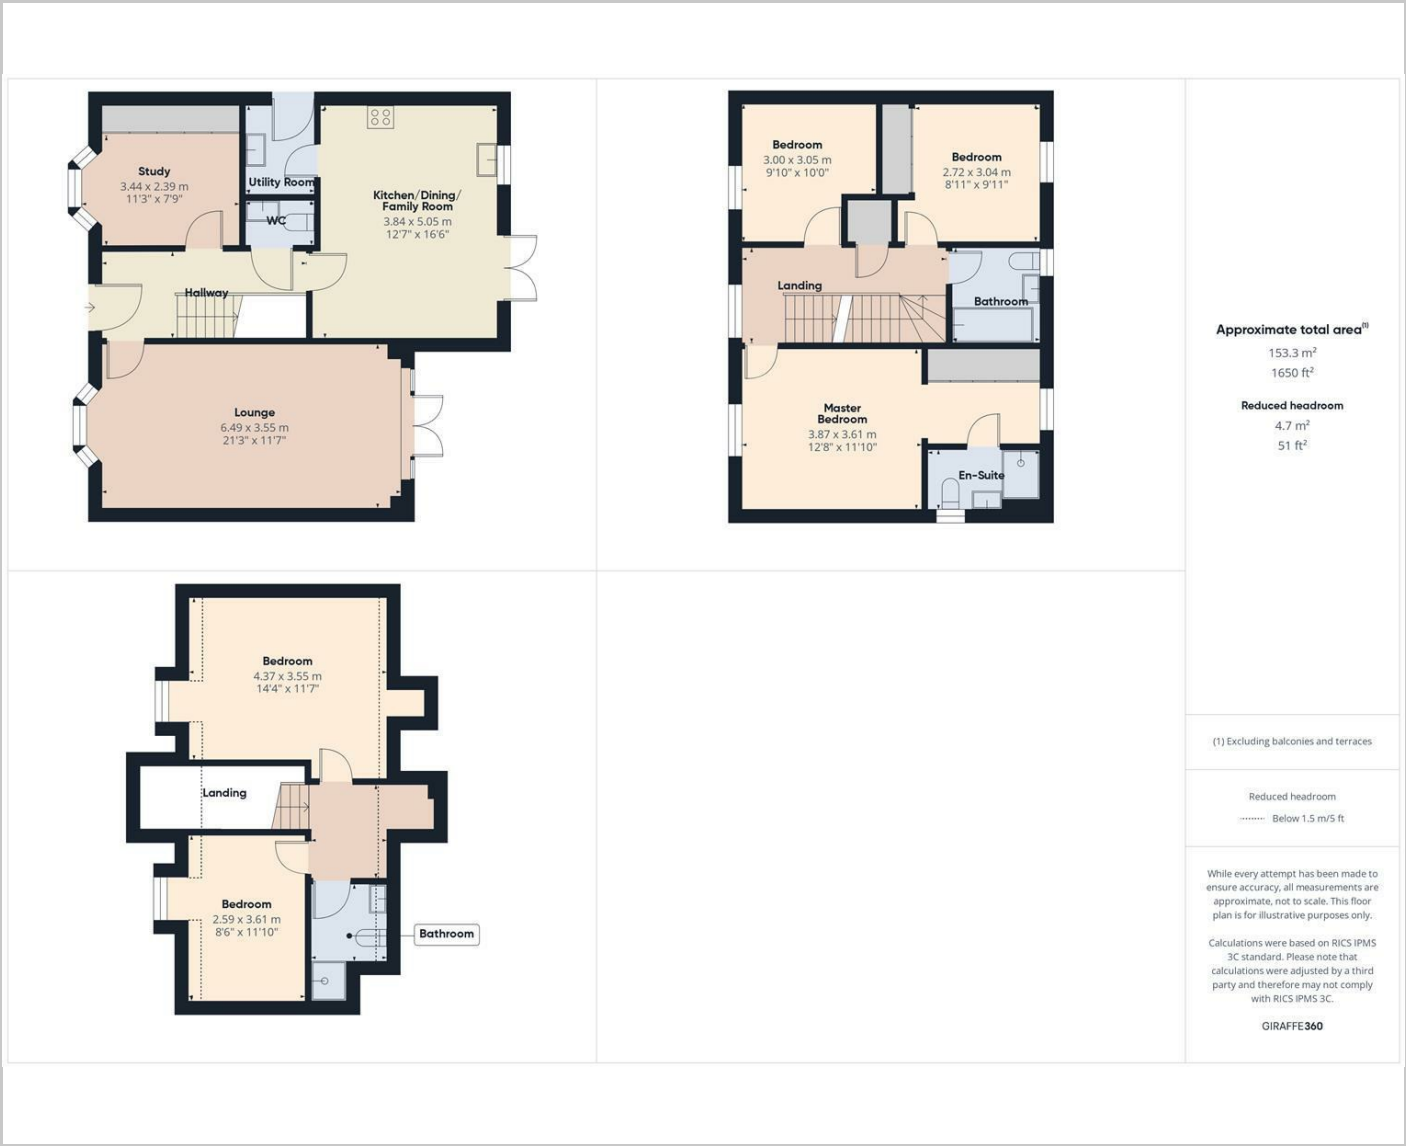 Study
3.44 x 2.39 m
11'3" x 7'9"
Utility Room
WC
Kitchen/Dining/
Family Room
3.84 x 5.05 m
12'7" x 16'6"
Hallway
Lounge
6.49 x 3.55 m
21'3" x 11'7"
Bedroom
3.00 x 3.05 m
9'10" x 10'0"
Bedroom
2.72 x 3.04 m
8'11" x 9'11"
Landing
Bathroom
Master
Bedroom
3.87 x 3.61 m
12'8" x 11'10"
En-Suite
Bedroom
4.37 x 3.55 m
14'4" x 11'7"
Landing
Bedroom
2.59 x 3.61 m
8'6" x 11'10"
Bathroom
Approximate total area(1)
153.3 m²
1650 ft²
Reduced headroom
4.7 m²
51 ft²
(1) Excluding balconies and terraces
Reduced headroom
Below 1.5 m/5 ft
While every attempt has been made to
ensure accuracy, all measurements are
approximate, not to scale. This floor
plan is for illustrative purposes only.
Calculations were based on RICS IPMS
3C standard. Please note that
calculations were adjusted by a third
party and therefore may not comply
with RICS IPMS 3C.
GIRAFFE360